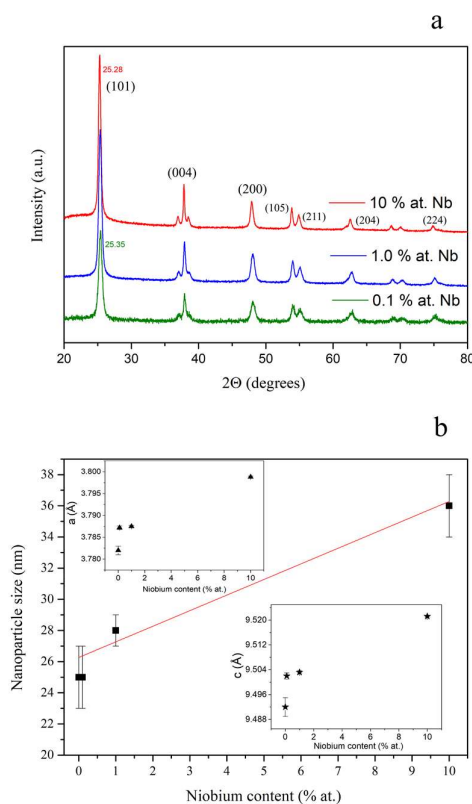 a
25.28
(101)
(004)
(200)
(105)
(211)
(204)
(224)
10 % at. Nb
1.0 % at. Nb
25.35
0.1 % at. Nb
Intensity (a.u.)
20 30 40 50 60 70 80
2Θ (degrees)
b
Nanoparticle size (nm)
40
38
36
34
32
30
28
26
24
22
20
a (Å)
3.800
3.795
3.790
3.785
3.780
0 2 4 6 8 10
Niobium content (% at.)
c (Å)
9.520
9.512
9.504
9.496
9.488
0 2 4 6 8 10
Niobium content (% at.)
0 1 2 3 4 5 6 7 8 9 10
Niobium content (% at.)